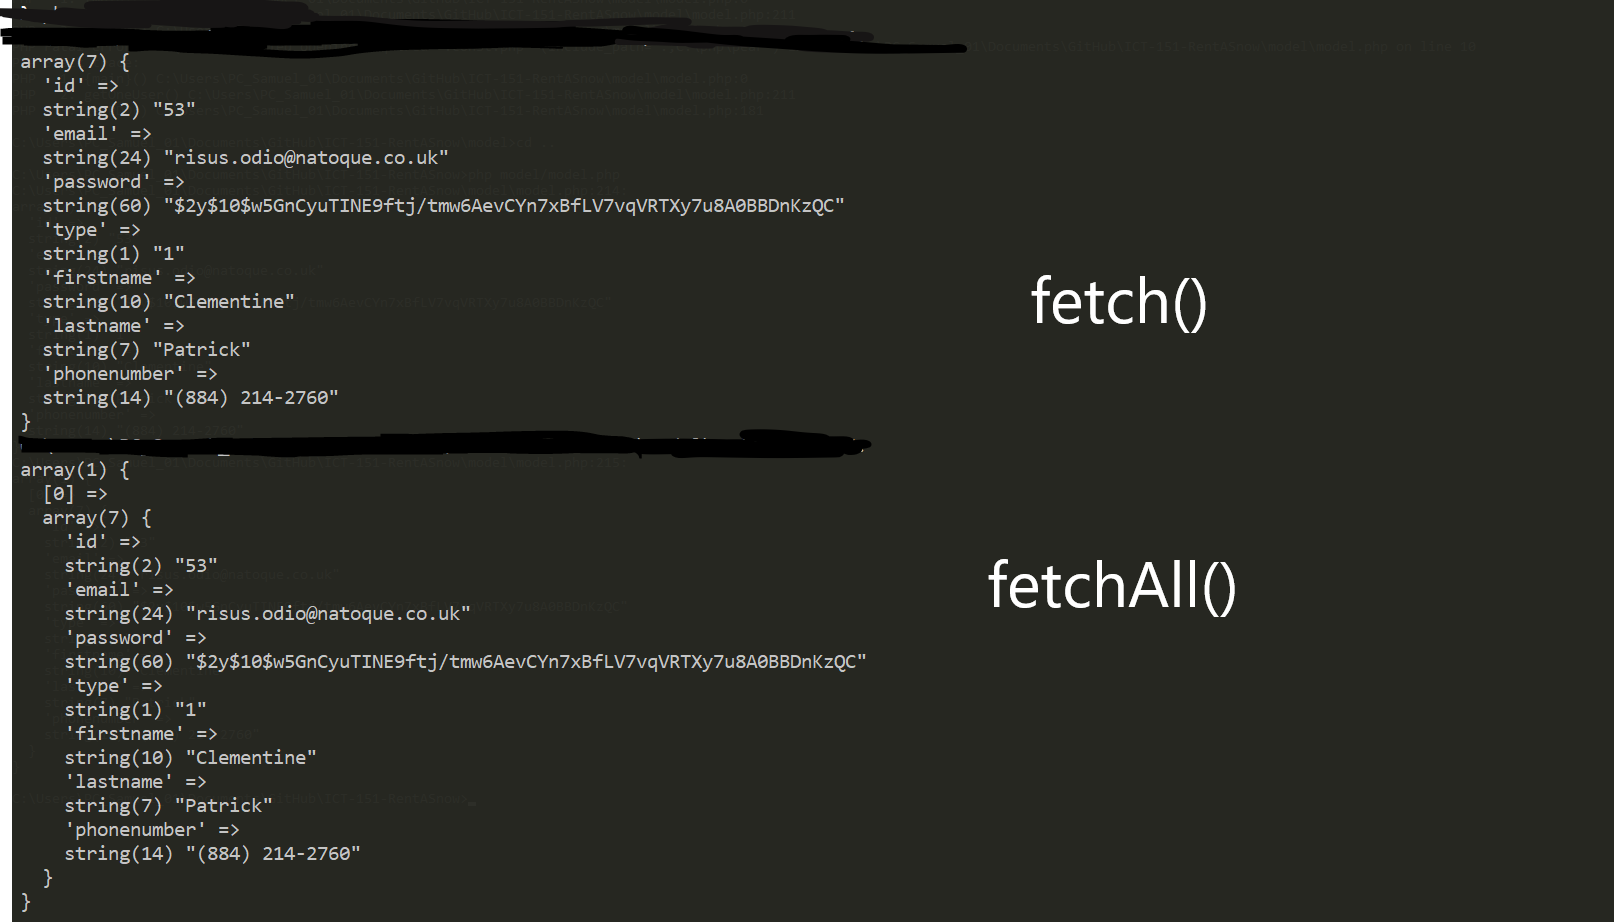 array(7) {
'id' =>
string(2) "53"
'email' =>
string(24) "risus.odio@natoque.co.uk"
'password' =>
string(60) "$2y$10$w5GnCyuTINE9ftj/tmw6AevCYn7xBfLV7vqVRTXy7u8A0BBDnKzQC"
'type' =>
string(1) "1"
'firstname' =>
string(10) "Clementine"
'lastname' =>
string(7) "Patrick"
'phonenumber' =>
string(14) "(884) 214-2760"
}
fetch()
array(1) {
[0] =>
array(7) {
'id' =>
string(2) "53"
'email' =>
string(24) "risus.odio@natoque.co.uk"
'password' =>
string(60) "$2y$10$w5GnCyuTINE9ftj/tmw6AevCYn7xBfLV7vqVRTXy7u8A0BBDnKzQC"
'type' =>
string(1) "1"
'firstname' =>
string(10) "Clementine"
'lastname' =>
string(7) "Patrick"
'phonenumber' =>
string(14) "(884) 214-2760"
}
}
fetchAll()